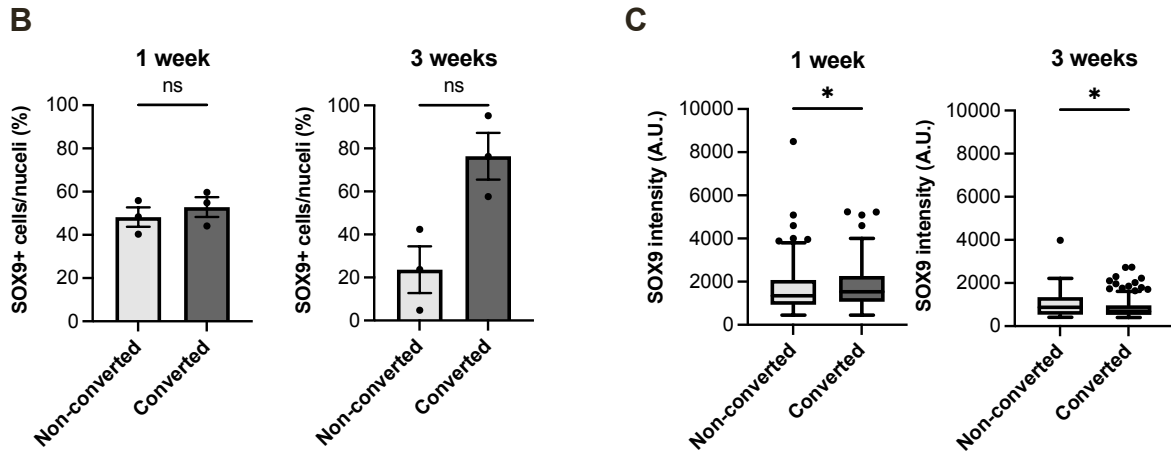 B
1 week
ns
SOX9+ cells/nuceli (%)
100
80
60
40
20
0
Non-converted
Converted
3 weeks
ns
SOX9+ cells/nuceli (%)
100
80
60
40
20
0
Non-converted
Converted
C
1 week
*
SOX9 intensity (A.U.)
10000
8000
6000
4000
2000
0
Non-converted
Converted
3 weeks
*
SOX9 intensity (A.U.)
10000
8000
6000
4000
2000
0
Non-converted
Converted